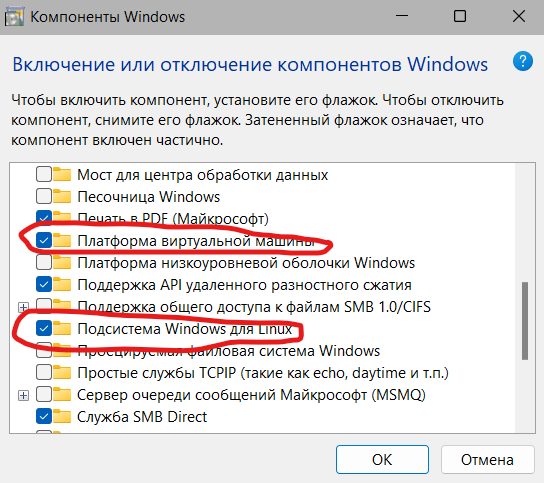 Компоненты Windows
Включение или отключение компонентов Windows
?
Чтобы включить компонент, установите его флажок. Чтобы отключить
компонент, снимите его флажок. Затененный флажок означает, что
компонент включен частично.
Мост для центра обработки данных
Песочница Windows
Печать в PDF (Майкрософт)
Платформа виртуальной машины
Платформа низкоуровневой оболочки Windows
Поддержка API удаленного разностного сжатия
Поддержка общего доступа к файлам SMB 1.0/CIFS
Подсистема Windows для Linux
Проецируемая файловая система Windows
Простые службы TCPIP (такие как echo, daytime и т.п.)
Сервер очереди сообщений Майкрософт (MSMQ)
Служба SMB Direct
ОК
Отмена